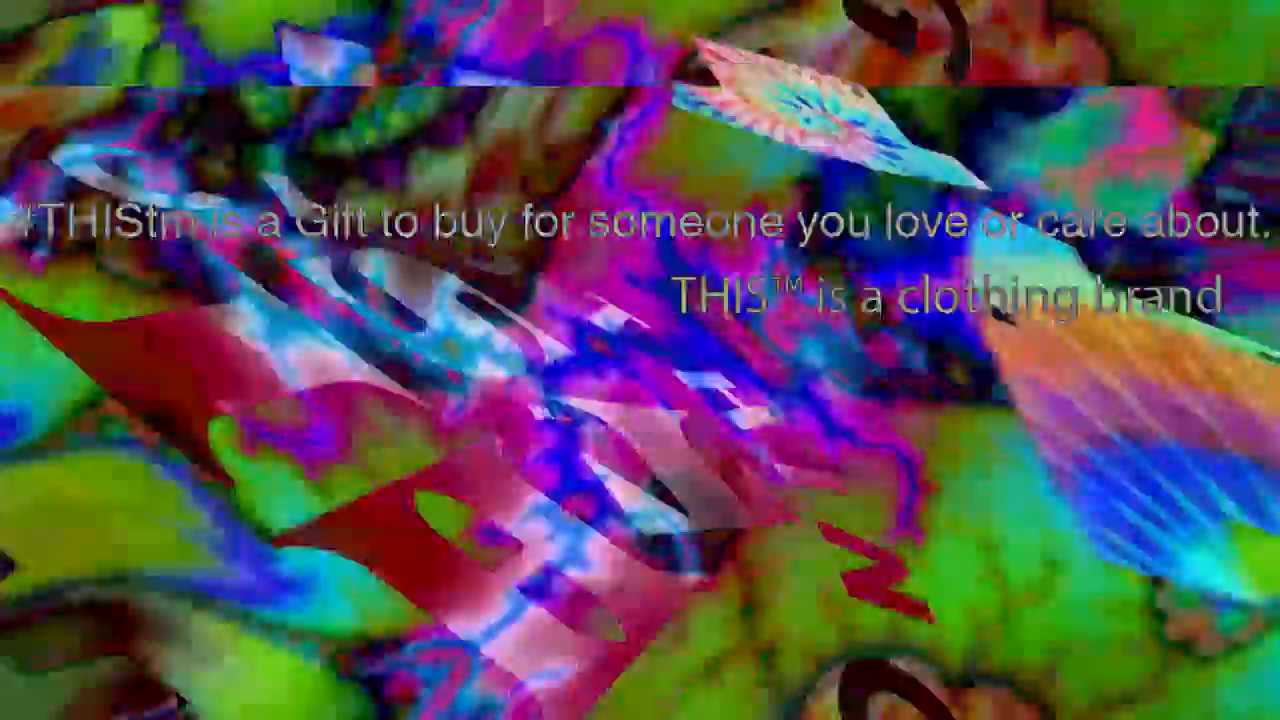 #THIStm is a Gift to buy for someone you love or care about.
THIS™ is a clothing brand